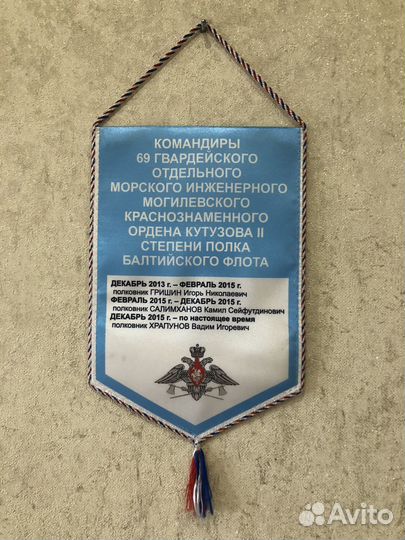 КОМАНДИРЫ
69 ГВАРДЕЙСКОГО
ОТДЕЛЬНОГО
МОРСКОГО ИНЖЕНЕРНОГО
МОГИЛЕВСКОГО
КРАСНОЗНАМЕННОГО
ОРДЕНА КУТУЗОВА II
СТЕПЕНИ ПОЛКА
БАЛТИЙСКОГО ФЛОТА
ДЕКАБРЬ 2013 г. – ФЕВРАЛЬ 2015 г.
полковник ГРИШИН Игорь Николаевич
ФЕВРАЛЬ 2015 г. – ДЕКАБРЬ 2015 г.
полковник САЛИМХАНОВ Камил Сейфутдинович
ДЕКАБРЬ 2015 г. – по настоящее время
полковник ХРАПУНОВ Вадим Игоревич
Avito